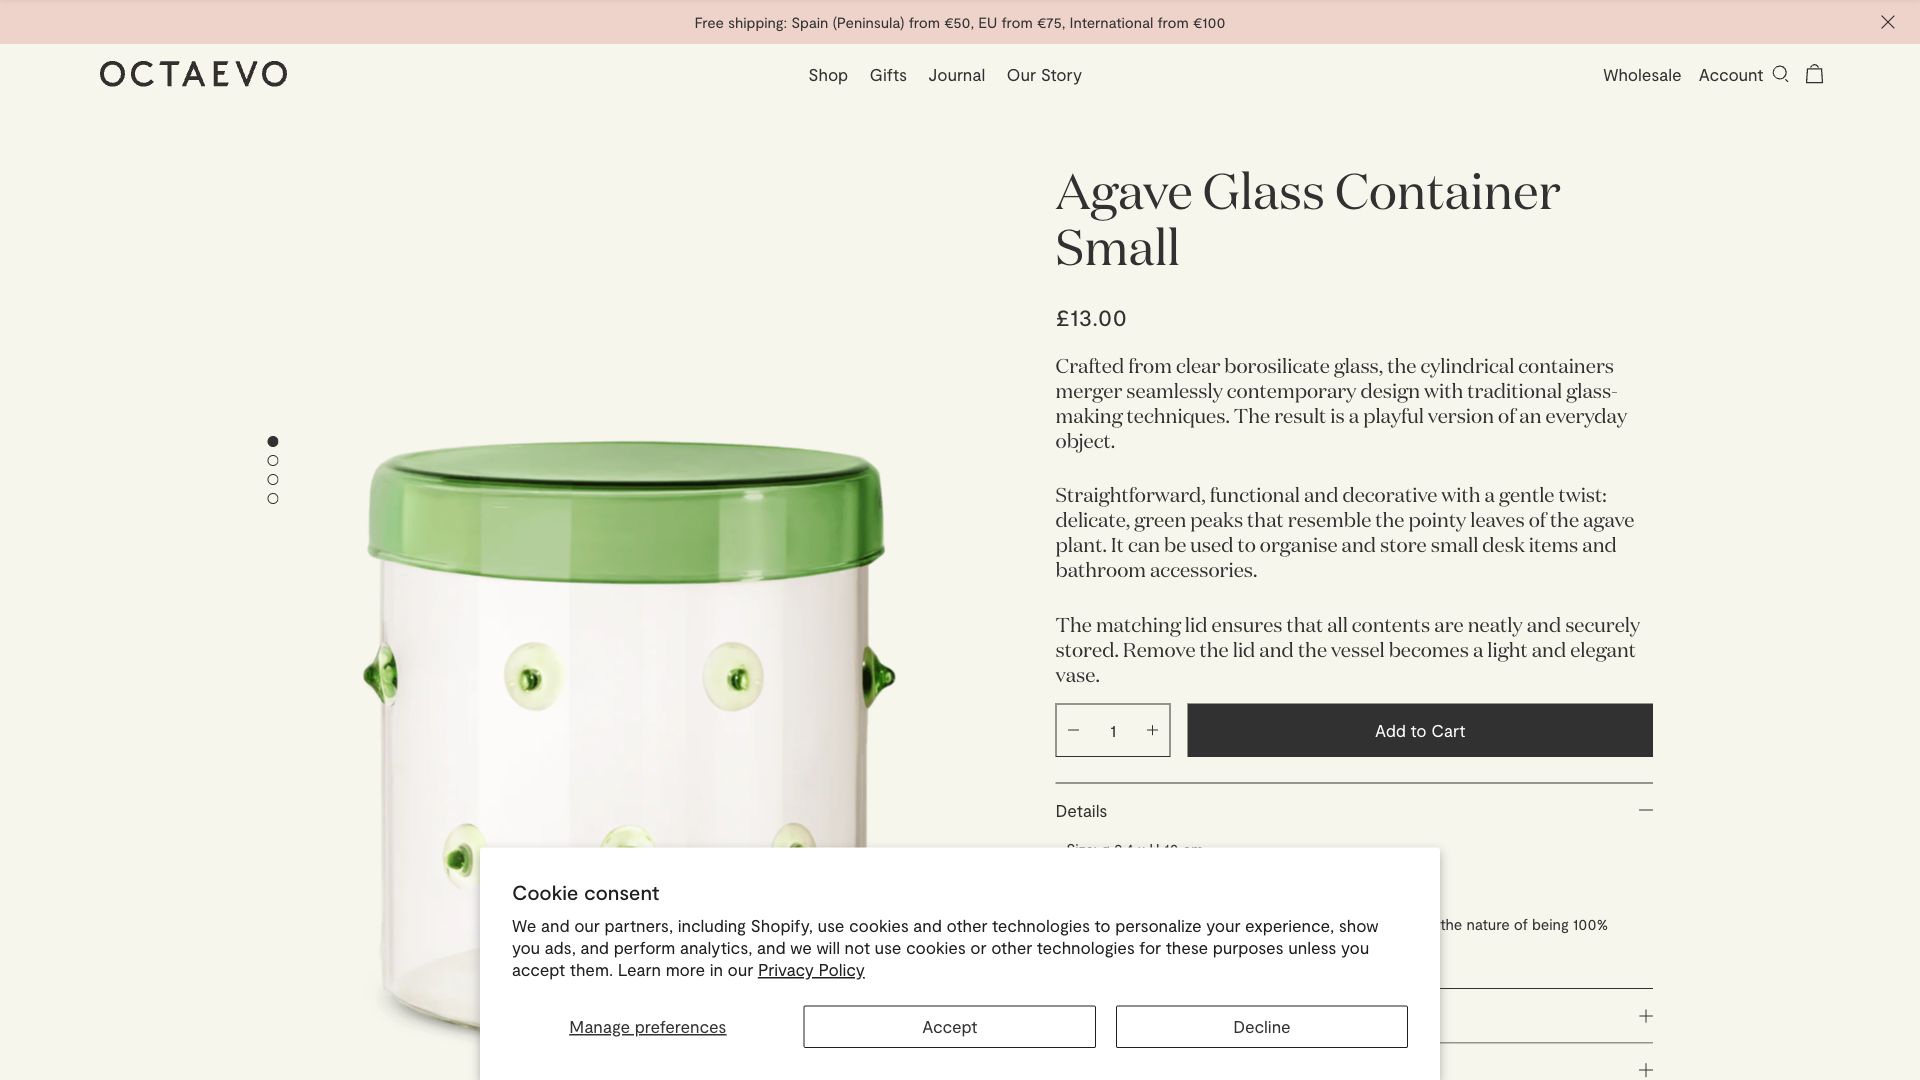 Free shipping: Spain (Peninsula) from €50, EU from €75, International from €100
OCTAEVO
Shop
Gifts
Journal
Our Story
Wholesale
Account
Agave Glass Container
Small
£13.00
Crafted from clear borosilicate glass, the cylindrical containers
merger seamlessly contemporary design with traditional glass-
making techniques. The result is a playful version of an everyday
object.
Straightforward, functional and decorative with a gentle twist:
delicate, green peaks that resemble the pointy leaves of the agave
plant. It can be used to organise and store small desk items and
bathroom accessories.
The matching lid ensures that all contents are neatly and securely
stored. Remove the lid and the vessel becomes a light and elegant
vase.
1
Add to Cart
Details
the nature of being 100%
Cookie consent
We and our partners, including Shopify, use cookies and other technologies to personalize your experience, show
you ads, and perform analytics, and we will not use cookies or other technologies for these purposes unless you
accept them. Learn more in our Privacy Policy
Manage preferences
Accept
Decline